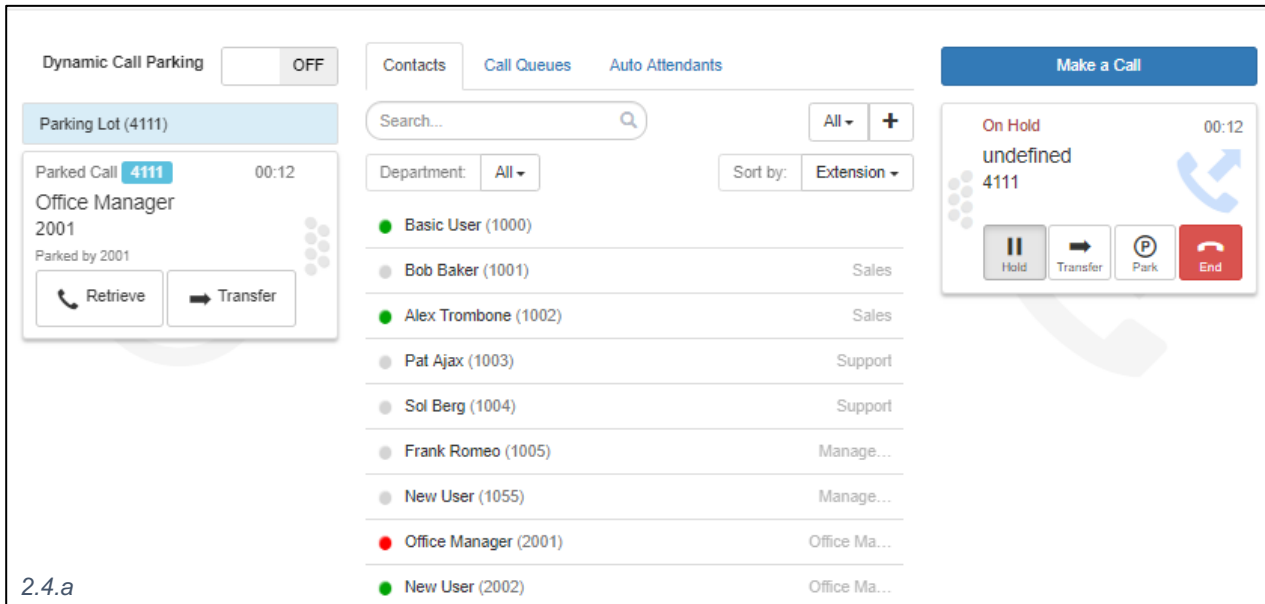 Dynamic Call Parking OFF
Parking Lot (4111)
Parked Call 4111 00:12
Office Manager
2001
Parked by 2001
Retrieve Transfer
Contacts Call Queues Auto Attendants
Search... All +
Department: All Sort by: Extension
Basic User (1000)
Bob Baker (1001) Sales
Alex Trombone (1002) Sales
Pat Ajax (1003) Support
Sol Berg (1004) Support
Frank Romeo (1005) Manage...
New User (1055) Manage...
Office Manager (2001) Office Ma...
New User (2002) Office Ma...
Make a Call
On Hold 00:12
undefined
4111
P
Hold Transfer Park End
2.4.a